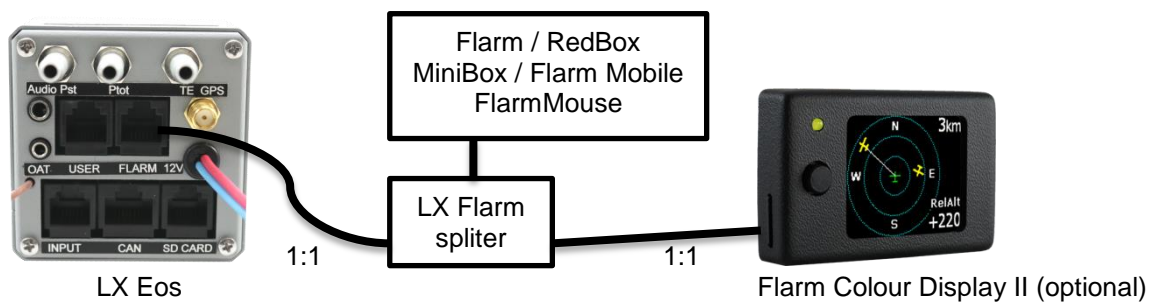 Audio Pst Ptot TE GPS
OAT USER FLARM 12V
INPUT CAN SD CARD
LX Eos
1:1
Flarm / RedBox
MiniBox / Flarm Mobile
FlarmMouse
LX Flarm
spliter
1:1
N 3km
W E
RelAlt
S +220
Flarm Colour Display II (optional)